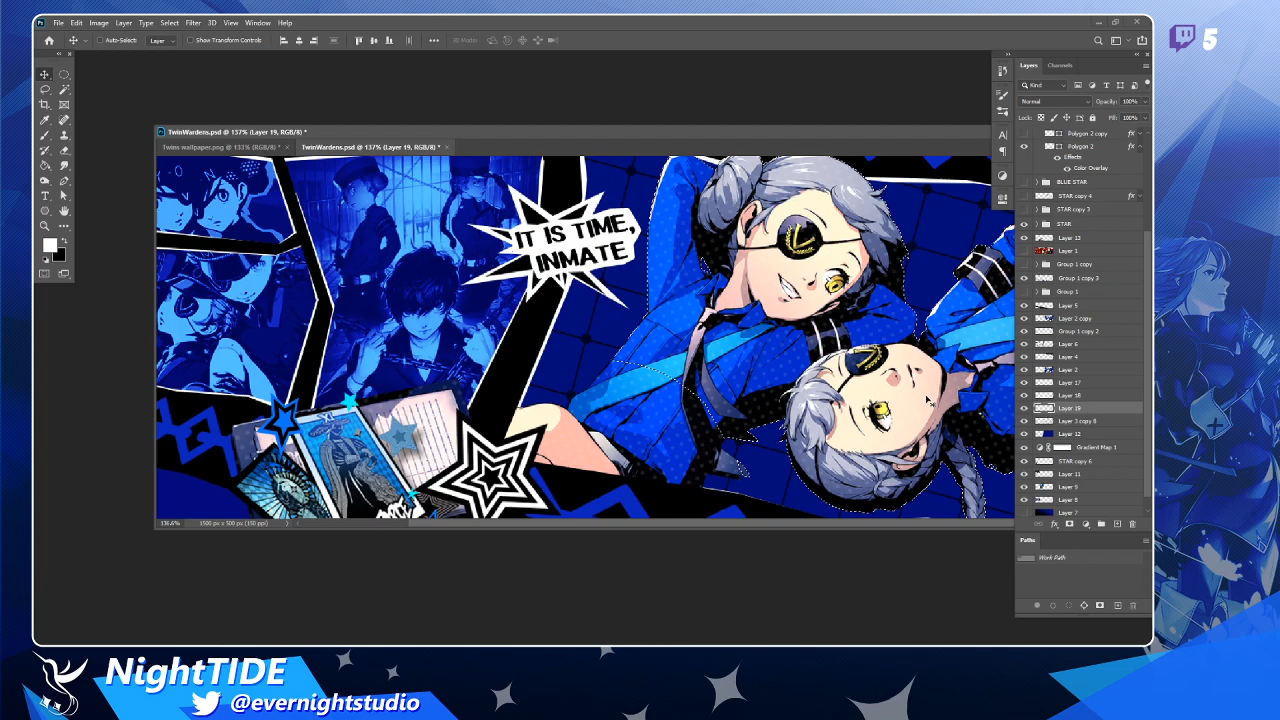 File Edit Image Layer Type Select Filter 3D View Window Help
Auto-Select: Layer Show Transform Controls 3D Mode:
5
TwinWardens.psd @ 137% (Layer 19, RGB/8) *
Twins wallpaper.png @ 133% (RGB/8) * × TwinWardens.psd @ 137% (Layer 19, RGB/8) * ×
IT IS TIME,
INMATE
136.6% 1500 px x 500 px (150 ppi)
Layers Channels
Kind
Normal Opacity: 100%
Lock: Fill: 100%
Polygon 2 copy fx
Polygon 2 fx
Effects
Color Overlay
BLUE STAR
STAR copy 4 fx
STAR copy 3
STAR
Layer 13
Layer 1
Group 1 copy
Group 1 copy 3
Group 1
Layer 5
Layer 2 copy
Group 1 copy 2
Layer 6
Layer 4
Layer 2
Layer 17
Layer 18
Layer 19
Layer 3 copy 8
Layer 12
Gradient Map 1
STAR copy 6
Layer 11
Layer 9
Layer 8
Layer 7
Paths
Work Path
NightTIDE
@evernightstudio